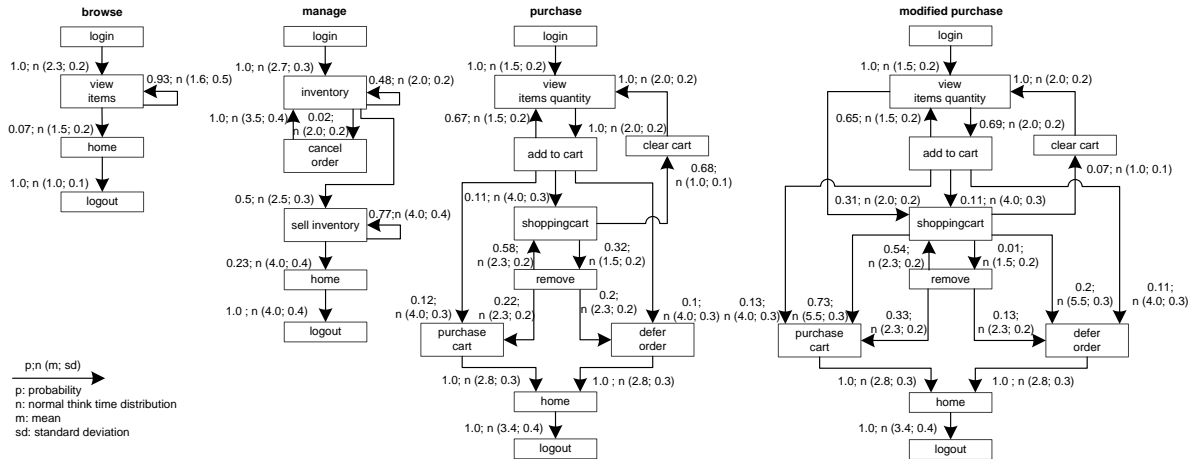 browse
login
1.0; n (2.3; 0.2)
view
items
0.93; n (1.6; 0.5)
0.07; n (1.5; 0.2)
home
1.0; n (1.0; 0.1)
logout
p;n (m; sd)
p: probability
n: normal think time distribution
m: mean
sd: standard deviation
manage
login
1.0; n (2.7; 0.3)
inventory
0.48; n (2.0; 0.2)
1.0; n (3.5; 0.4)
0.02;
n (2.0; 0.2)
cancel
order
0.5; n (2.5; 0.3)
sell inventory
0.77;n (4.0; 0.4)
0.23; n (4.0; 0.4)
home
1.0 ; n (4.0; 0.4)
logout
purchase
login
1.0; n (1.5; 0.2)
view
items quantity
1.0; n (2.0; 0.2)
0.67; n (1.5; 0.2)
1.0; n (2.0; 0.2)
add to cart
clear cart
0.68;
n (1.0; 0.1)
0.11; n (4.0; 0.3)
shoppingcart
0.58;
n (2.3; 0.2)
0.32;
n (1.5; 0.2)
remove
0.12;
n (4.0; 0.3)
0.22;
n (2.3; 0.2)
0.2;
n (2.3; 0.2)
0.1;
n (4.0; 0.3)
purchase
cart
defer
order
1.0; n (2.8; 0.3)
1.0 ; n (2.8; 0.3)
home
1.0; n (3.4; 0.4)
logout
modified purchase
login
1.0; n (1.5; 0.2)
view
items quantity
1.0; n (2.0; 0.2)
0.65; n (1.5; 0.2)
0.69; n (2.0; 0.2)
add to cart
clear cart
0.07; n (1.0; 0.1)
0.31; n (2.0; 0.2)
0.11; n (4.0; 0.3)
shoppingcart
0.54;
n (2.3; 0.2)
0.01;
n (1.5; 0.2)
remove
0.13;
n (4.0; 0.3)
0.73;
n (5.5; 0.3)
0.33;
n (2.3; 0.2)
0.13;
n (2.3; 0.2)
0.2;
n (5.5; 0.3)
0.11;
n (4.0; 0.3)
purchase
cart
defer
order
1.0; n (2.8; 0.3)
1.0 ; n (2.8; 0.3)
home
1.0; n (3.4; 0.4)
logout